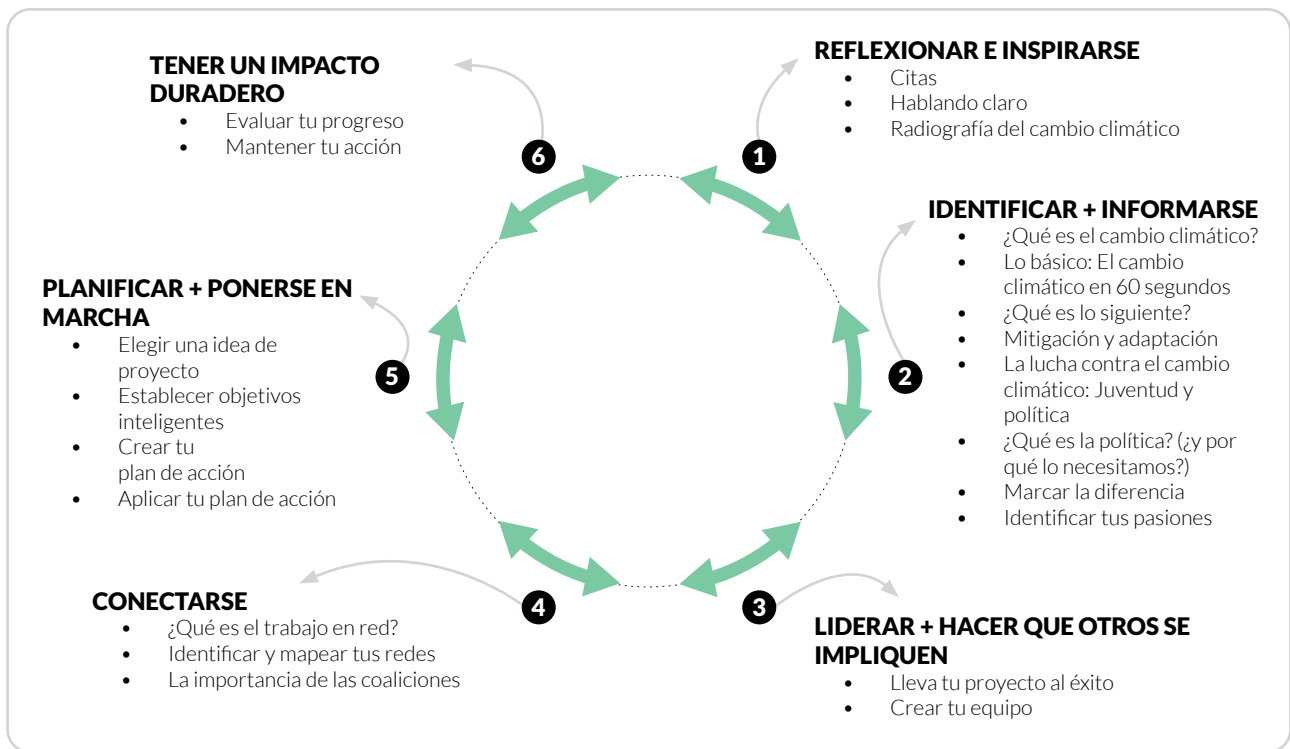 REFLEXIONAR E INSPIRARSE
• Citas
• Hablando claro
• Radiografía del cambio climático
1
IDENTIFICAR + INFORMARSE
• ¿Qué es el cambio climático?
• Lo básico: El cambio
climático en 60 segundos
• ¿Qué es lo siguiente?
• Mitigación y adaptación
• La lucha contra el cambio
climático: Juventud y
política
• ¿Qué es la política? (¿y por
qué lo necesitamos?)
• Marcar la diferencia
• Identificar tus pasiones
2
LIDERAR + HACER QUE OTROS SE
IMPLIQUEN
• Lleva tu proyecto al éxito
• Crear tu equipo
3
CONECTARSE
• ¿Qué es el trabajo en red?
• Identificar y mapear tus redes
• La importancia de las coaliciones
4
PLANIFICAR + PONERSE EN
MARCHA
• Elegir una idea de
proyecto
• Establecer objetivos
inteligentes
• Crear tu
plan de acción
• Aplicar tu plan de acción
5
TENER UN IMPACTO
DURADERO
• Evaluar tu progreso
• Mantener tu acción
6